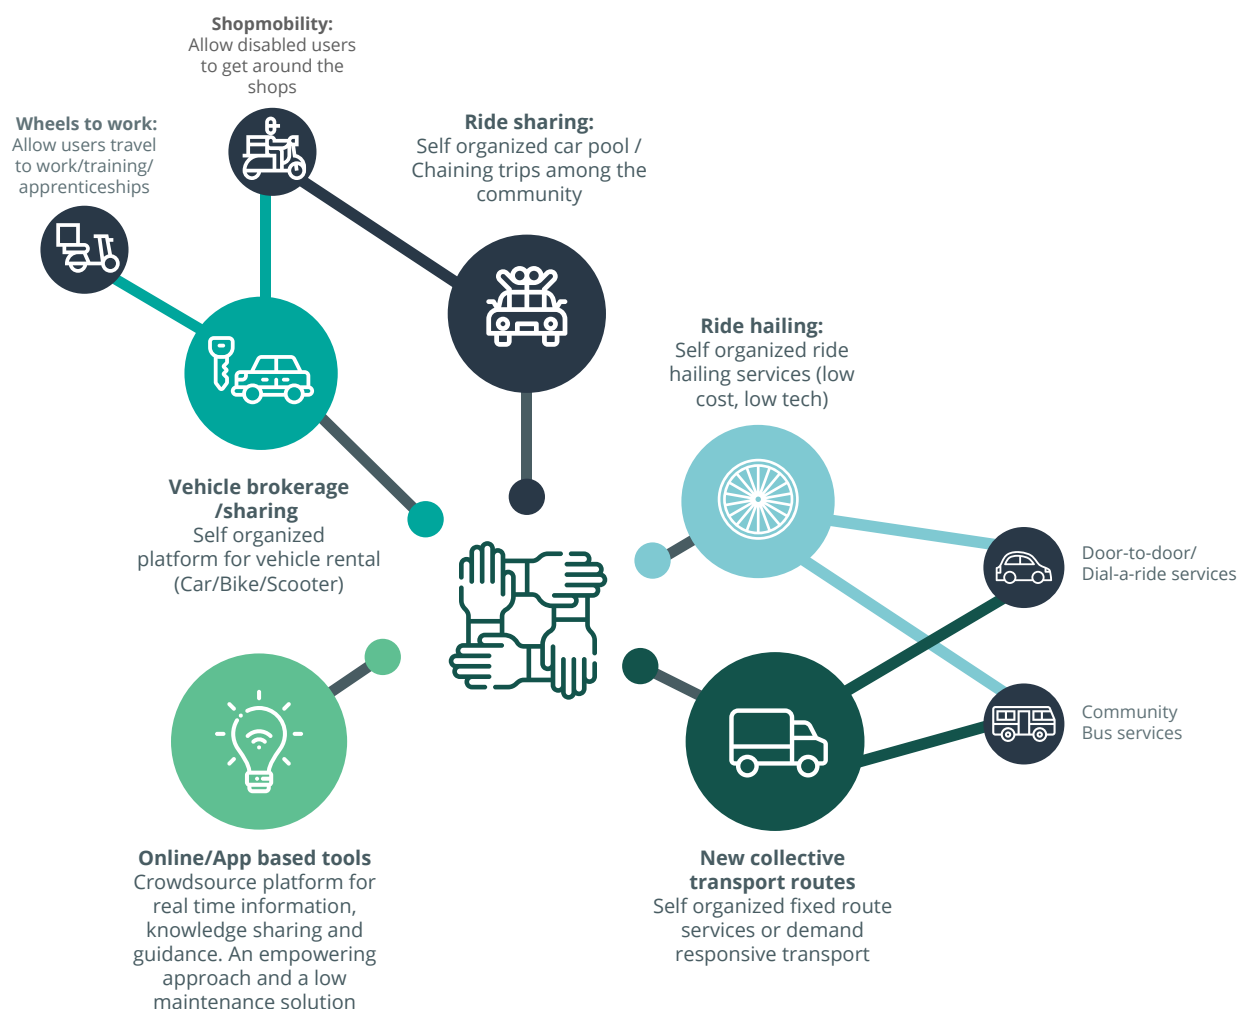 Shopmobility:
Allow disabled users
to get around the
shops
Wheels to work:
Allow users travel
to work/training/
apprenticeships
Ride sharing:
Self organized car pool /
Chaining trips among the
community
Ride hailing:
Self organized ride
hailing services (low
cost, low tech)
Vehicle brokerage
/sharing
Self organized
platform for vehicle rental
(Car/Bike/Scooter)
Door-to-door/
Dial-a-ride services
Community
Bus services
Online/App based tools
Crowdsource platform for
real time information,
knowledge sharing and
guidance. An empowering
approach and a low
maintenance solution
New collective
transport routes
Self organized fixed route
services or demand
responsive transport